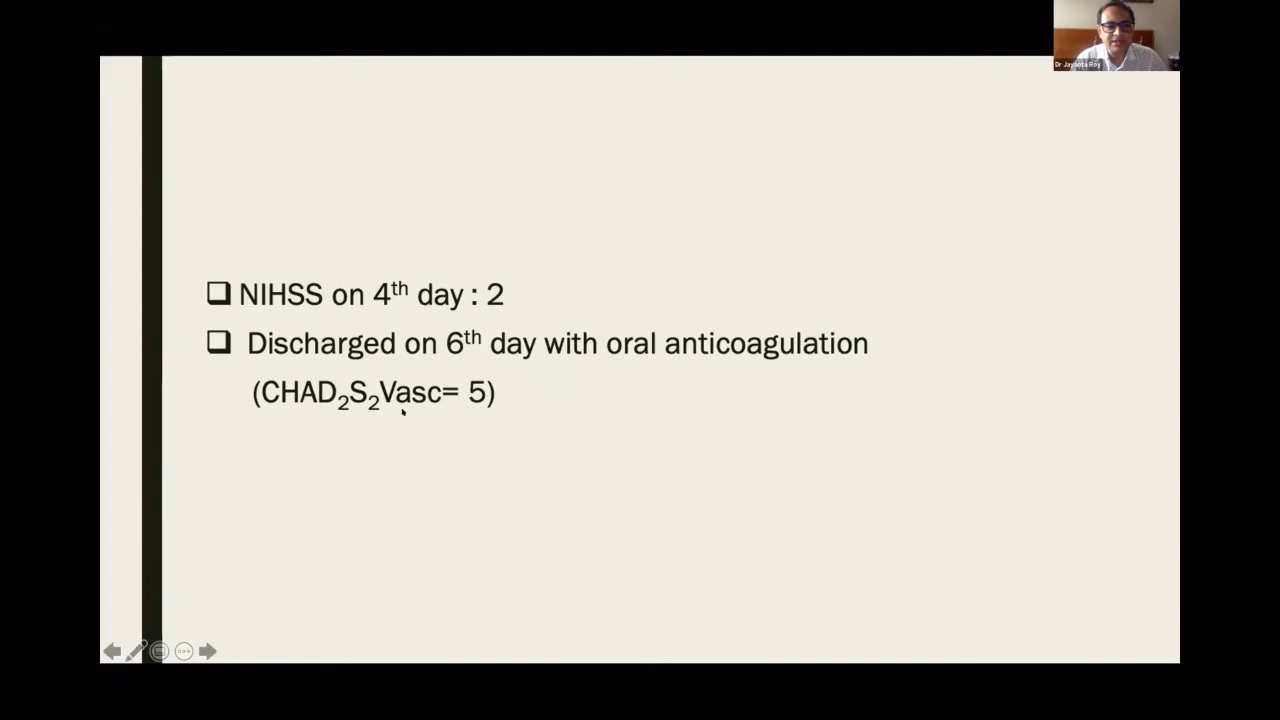 Dr Jayanta Roy
❑ NIHSS on 4th day : 2
❑ Discharged on 6th day with oral anticoagulation
(CHAD₂S₂Vasc= 5)